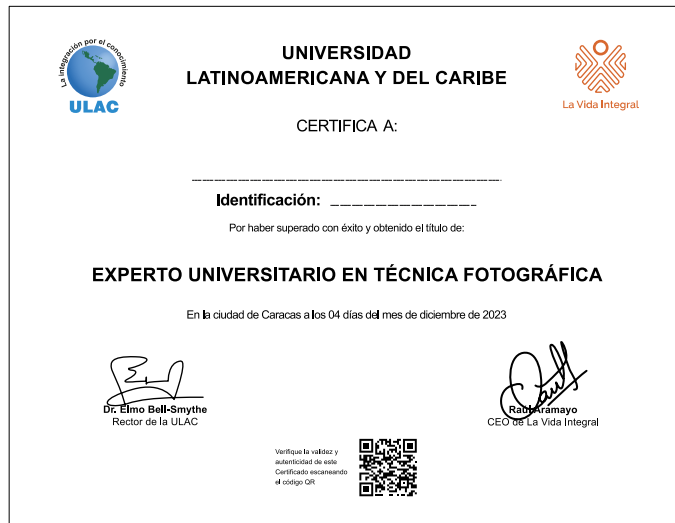 La integración por el conocimiento
ULAC
UNIVERSIDAD
LATINOAMERICANA Y DEL CARIBE
La Vida Integral
CERTIFICA A:
Identificación:
Por haber superado con éxito y obtenido el título de:
EXPERTO UNIVERSITARIO EN TÉCNICA FOTOGRÁFICA
En la ciudad de Caracas a los 04 días del mes de diciembre de 2023
Dr. Elmo Bell-Smythe
Rector de la ULAC
Raúl Aramayo
CEO de La Vida Integral
Verifique la validez y
autenticidad de este
Certificado escaneando
el código QR